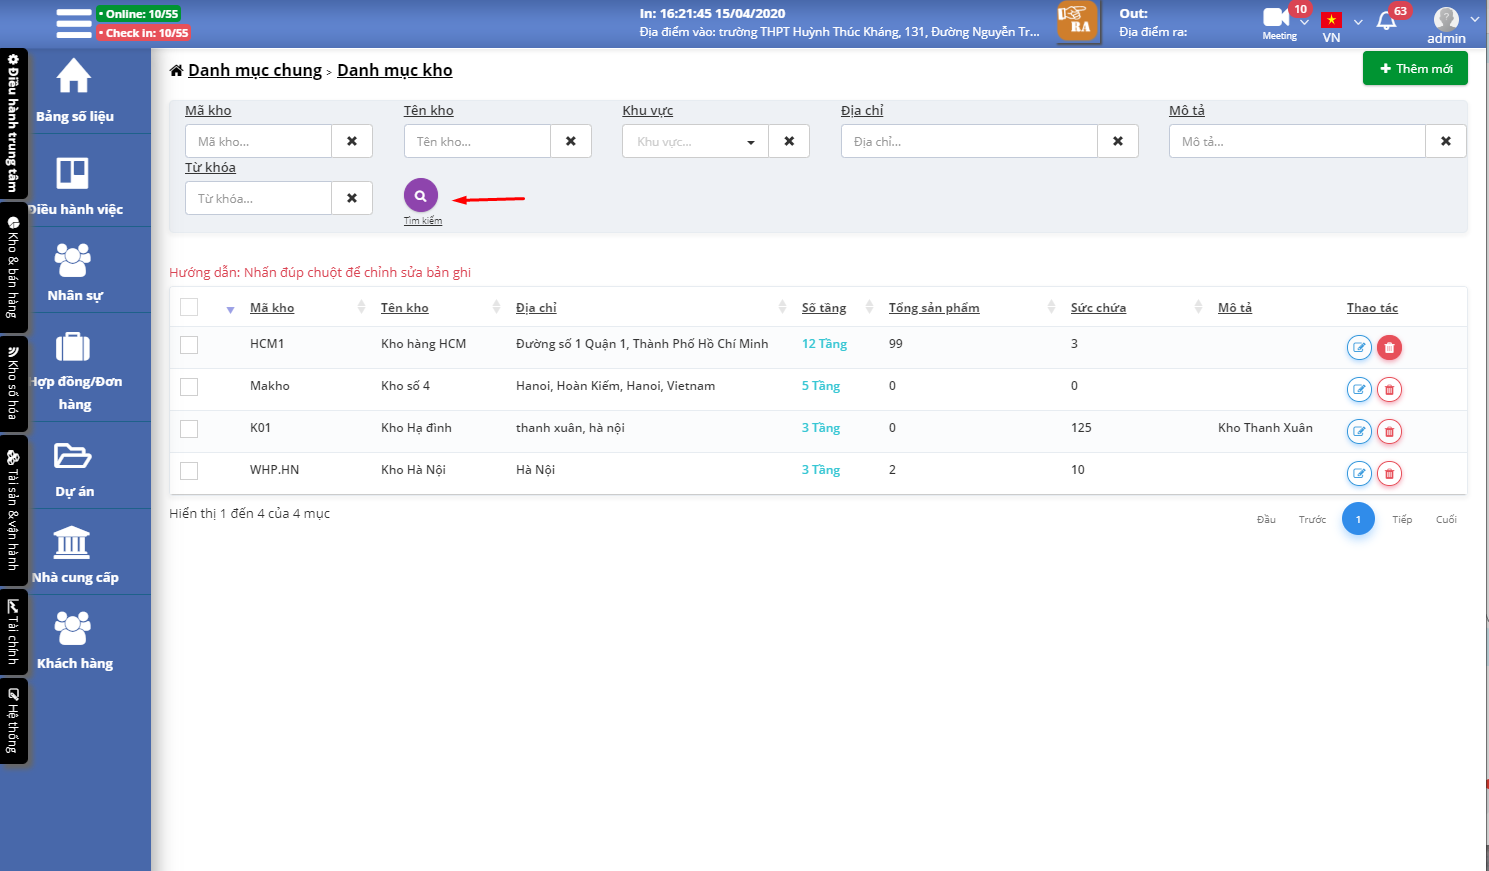 • Online: 10/55
• Check in: 10/55
In: 16:21:45 15/04/2020
Địa điểm vào: trường THPT Huỳnh Thúc Kháng, 131, Đường Nguyễn Tr...
RA
Out:
Địa điểm ra:
10
Meeting
VN
63
admin
Điều hành trung tâm
Kho & bán hàng
Kho số hóa
Tài sản & vận hành
Tài chính
Hệ thống
Bảng số liệu
Điều hành việc
Nhân sự
Hợp đồng/Đơn
hàng
Dự án
Nhà cung cấp
Khách hàng
Danh mục chung > Danh mục kho
+ Thêm mới
Mã kho Tên kho Khu vực Địa chỉ Mô tả
Mã kho... Tên kho... Khu vực... Địa chỉ... Mô tả...
Từ khóa
Từ khóa...
Tìm kiếm
Hướng dẫn: Nhấn đúp chuột để chỉnh sửa bản ghi
Mã kho Tên kho Địa chỉ Số tầng Tổng sản phẩm Sức chứa Mô tả Thao tác
HCM1 Kho hàng HCM Đường số 1 Quận 1, Thành Phố Hồ Chí Minh 12 Tầng 99 3
Makho Kho số 4 Hanoi, Hoàn Kiếm, Hanoi, Vietnam 5 Tầng 0 0
K01 Kho Hạ đình thanh xuân, hà nội 3 Tầng 0 125 Kho Thanh Xuân
WHP.HN Kho Hà Nội Hà Nội 3 Tầng 2 10
Hiển thị 1 đến 4 của 4 mục
Đầu Trước 1 Tiếp Cuối